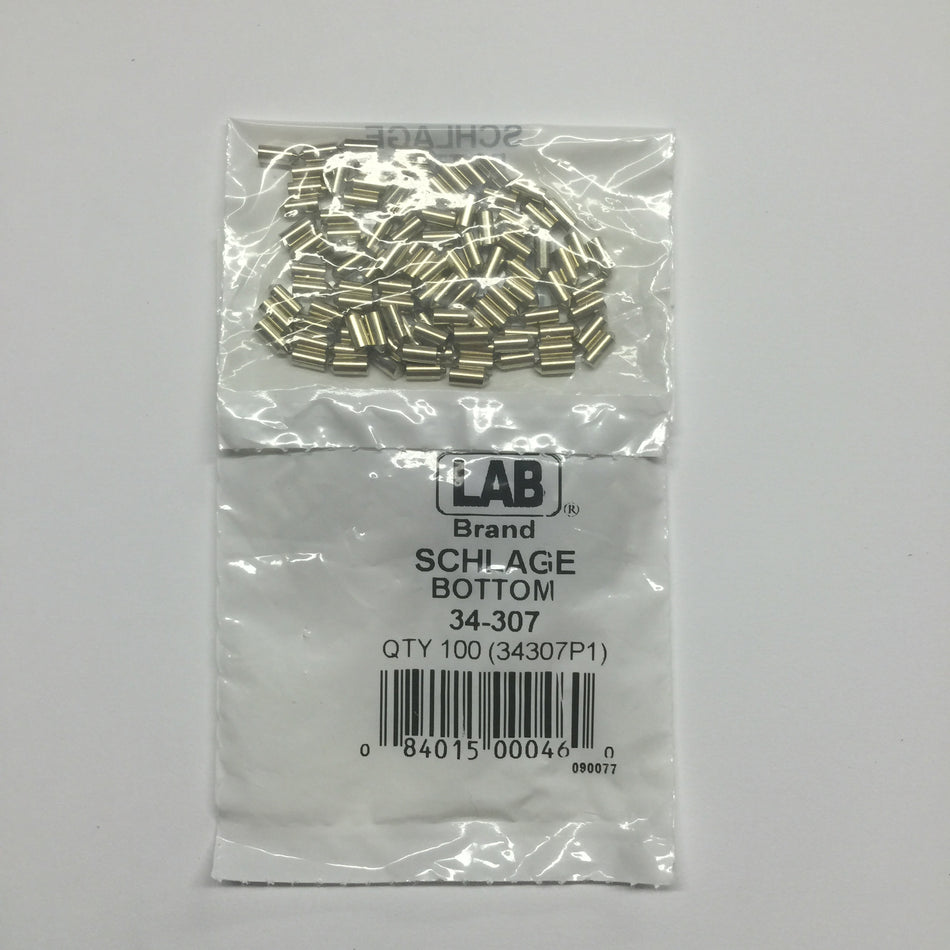 SCHLAGE
LAB
®
Brand
SCHLAGE
BOTTOM
34-307
QTY 100 (34307P1)
0 84015 00046 0
090077